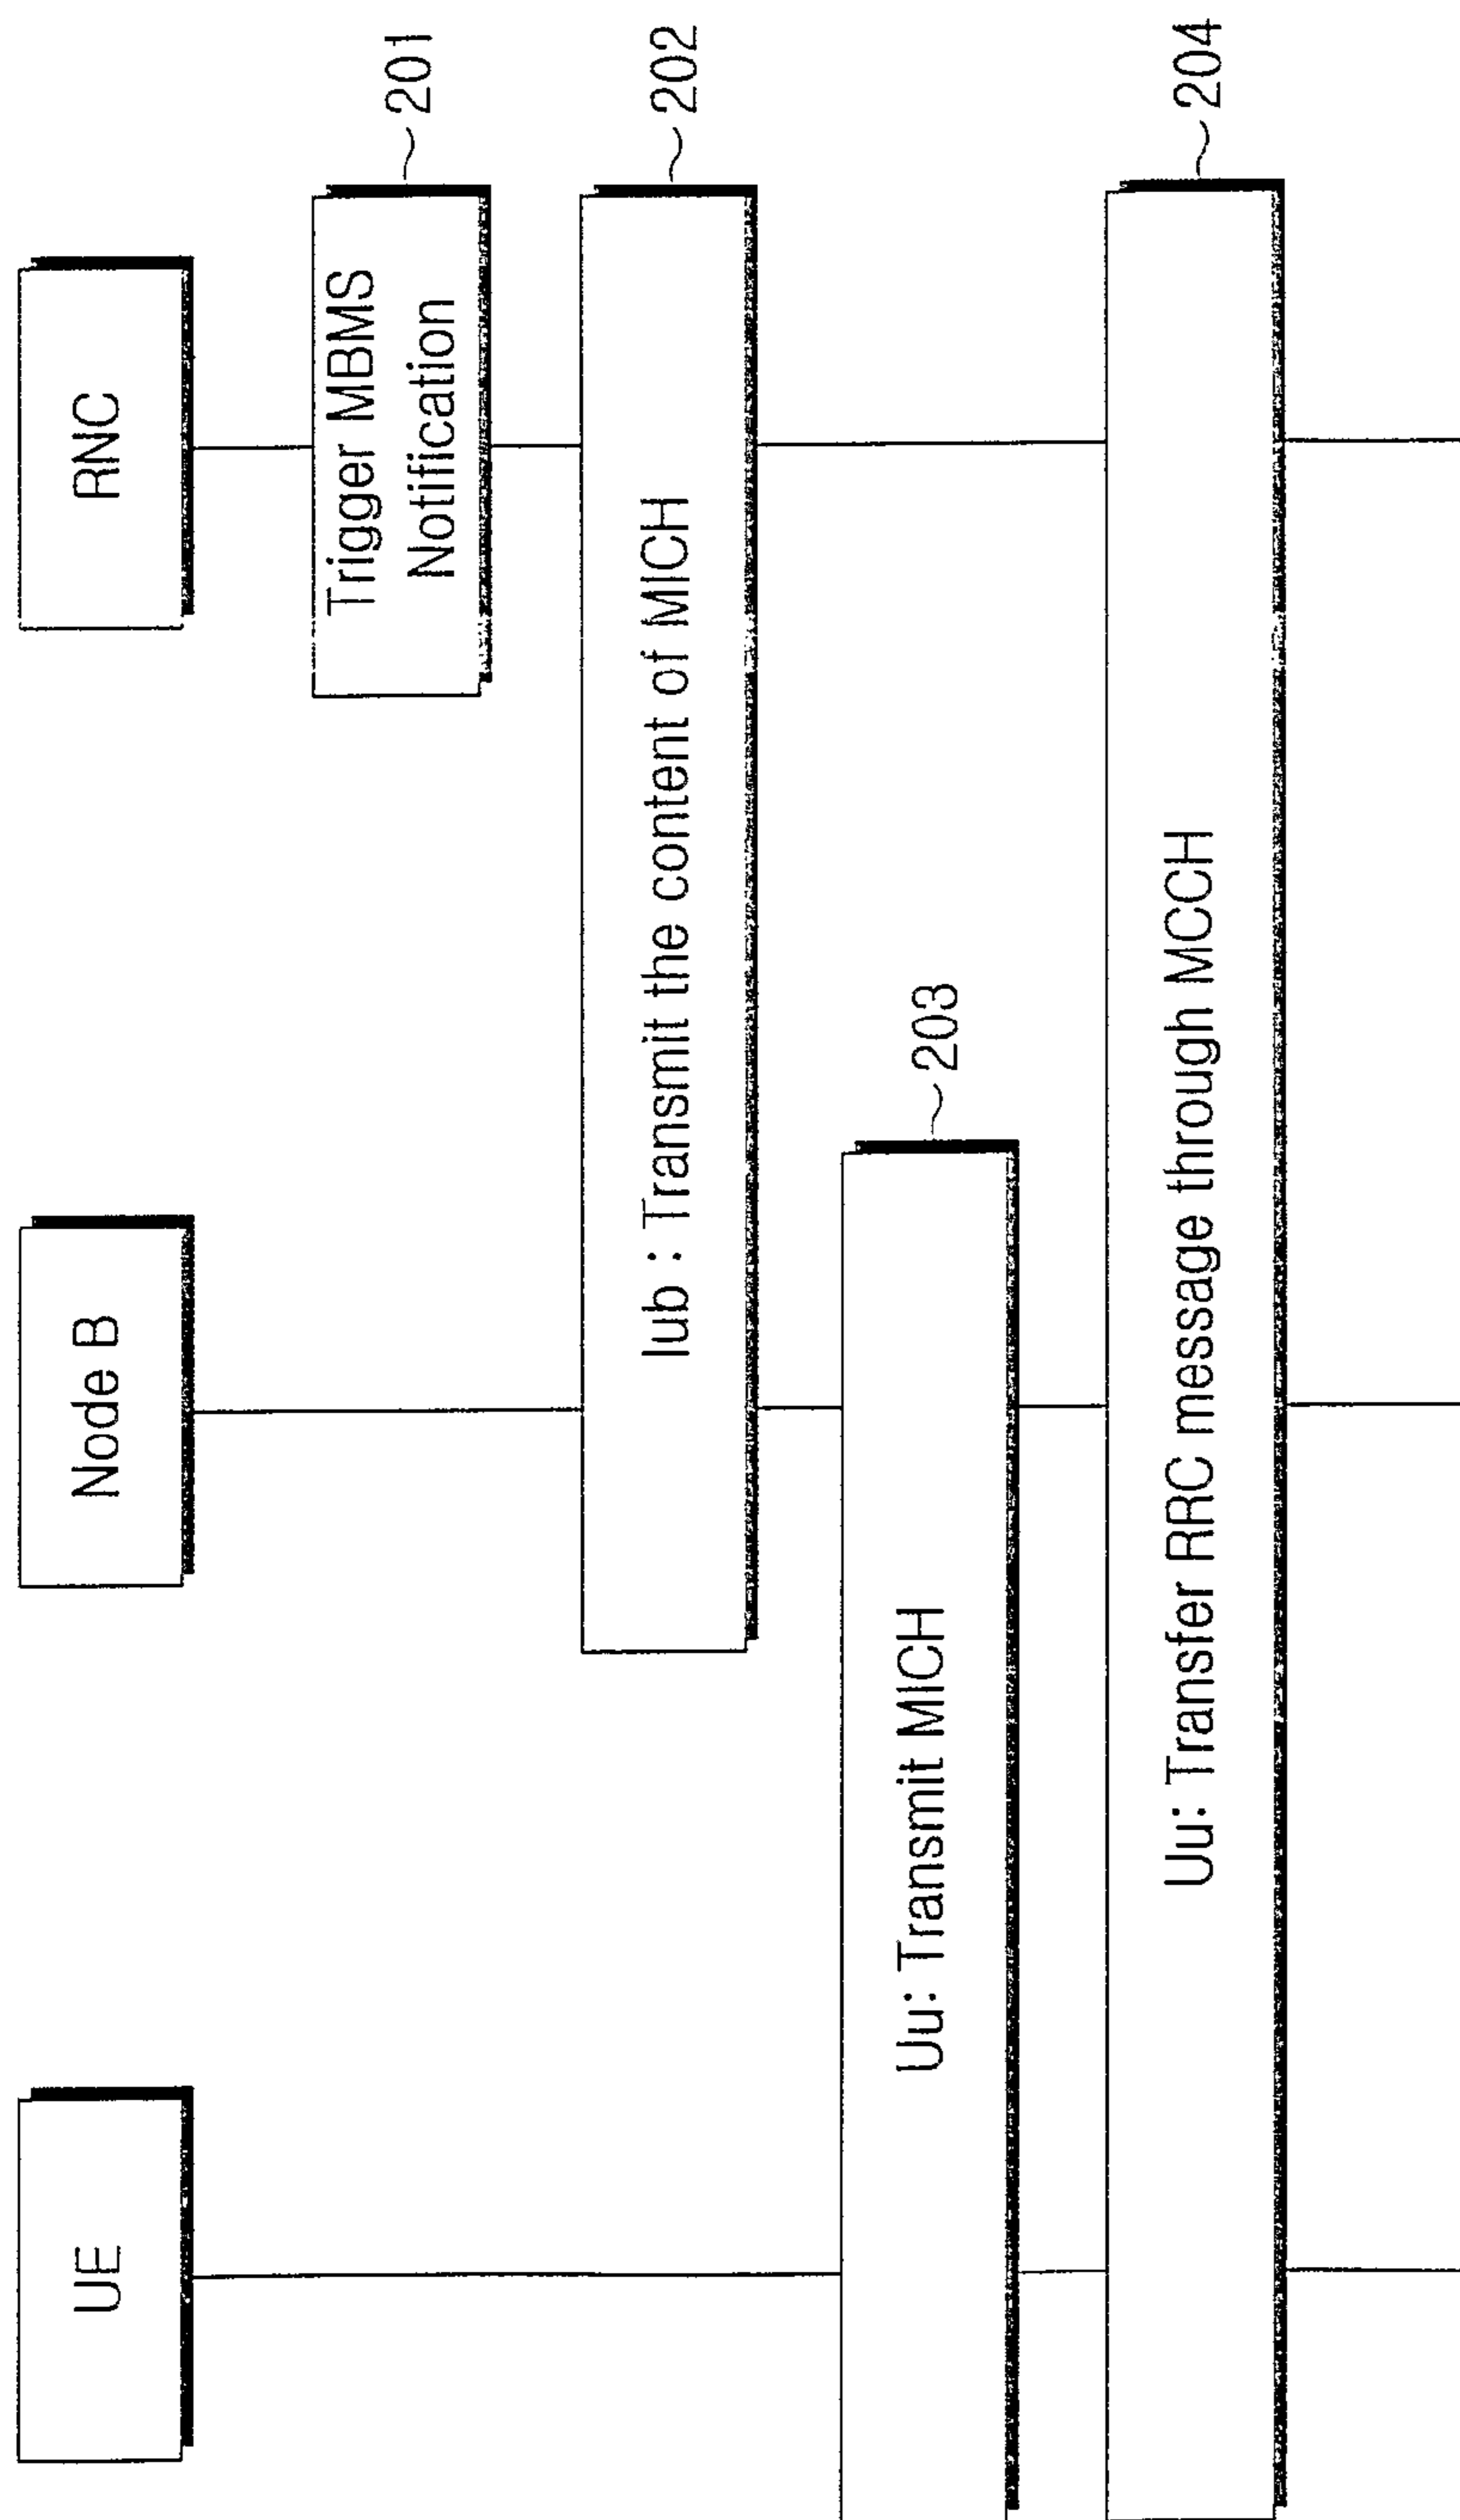 UE
Node B
RNC
Trigger MBMS
Notification
201
Iub : Transmit the content of MICH
202
Uu: Transmit MICH
203
Uu: Transfer RRC message through MCCH
204